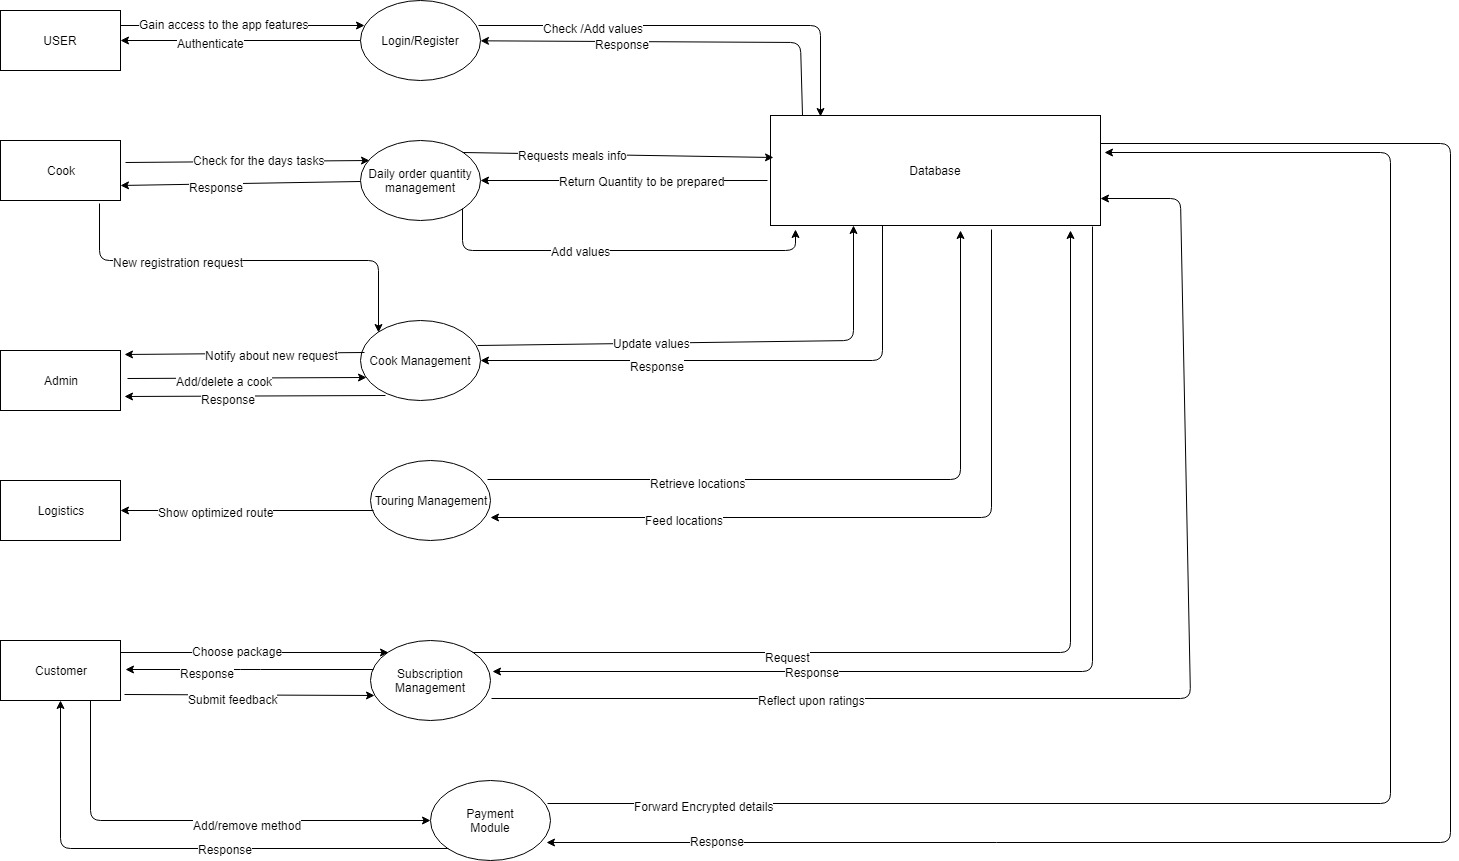 Gain access to the app features
USER
Authenticate
Login/Register
Check /Add values
Response
Cook
Check for the days tasks
Response
Daily order quantity
management
Requests meals info
Return Quantity to be prepared
Database
Add values
New registration request
Notify about new request
Admin
Add/delete a cook
Response
Cook Management
Update values
Response
Logistics
Show optimized route
Touring Management
Retrieve locations
Feed locations
Customer
Choose package
Response
Submit feedback
Subscription
Management
Request
Response
Reflect upon ratings
Add/remove method
Response
Payment
Module
Forward Encrypted details
Response